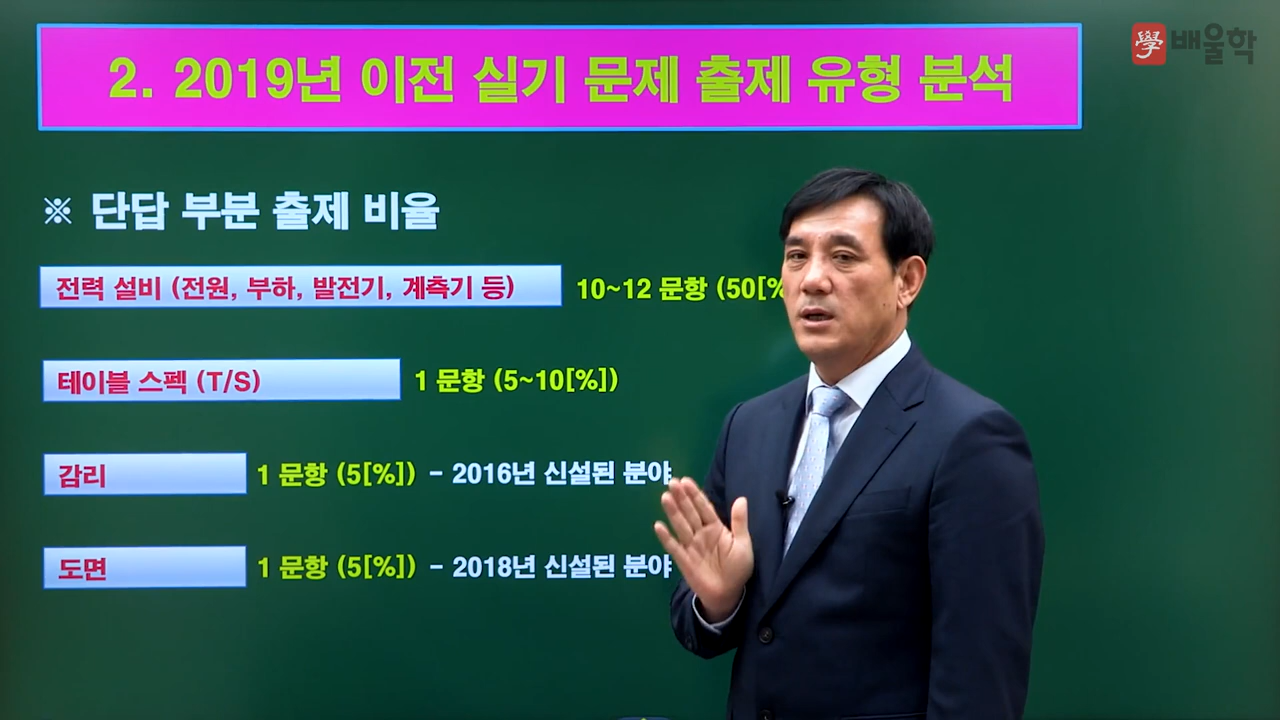 學 배울학
2. 2019년 이전 실기 문제 출제 유형 분석
※ 단답 부분 출제 비율
전력 설비 (전원, 부하, 발전기, 계측기 등) 10~12 문항 (50[%
테이블 스펙 (T/S) 1 문항 (5~10[%])
감리 1 문항 (5[%]) - 2016년 신설된 분야
도면 1 문항 (5[%]) - 2018년 신설된 분야